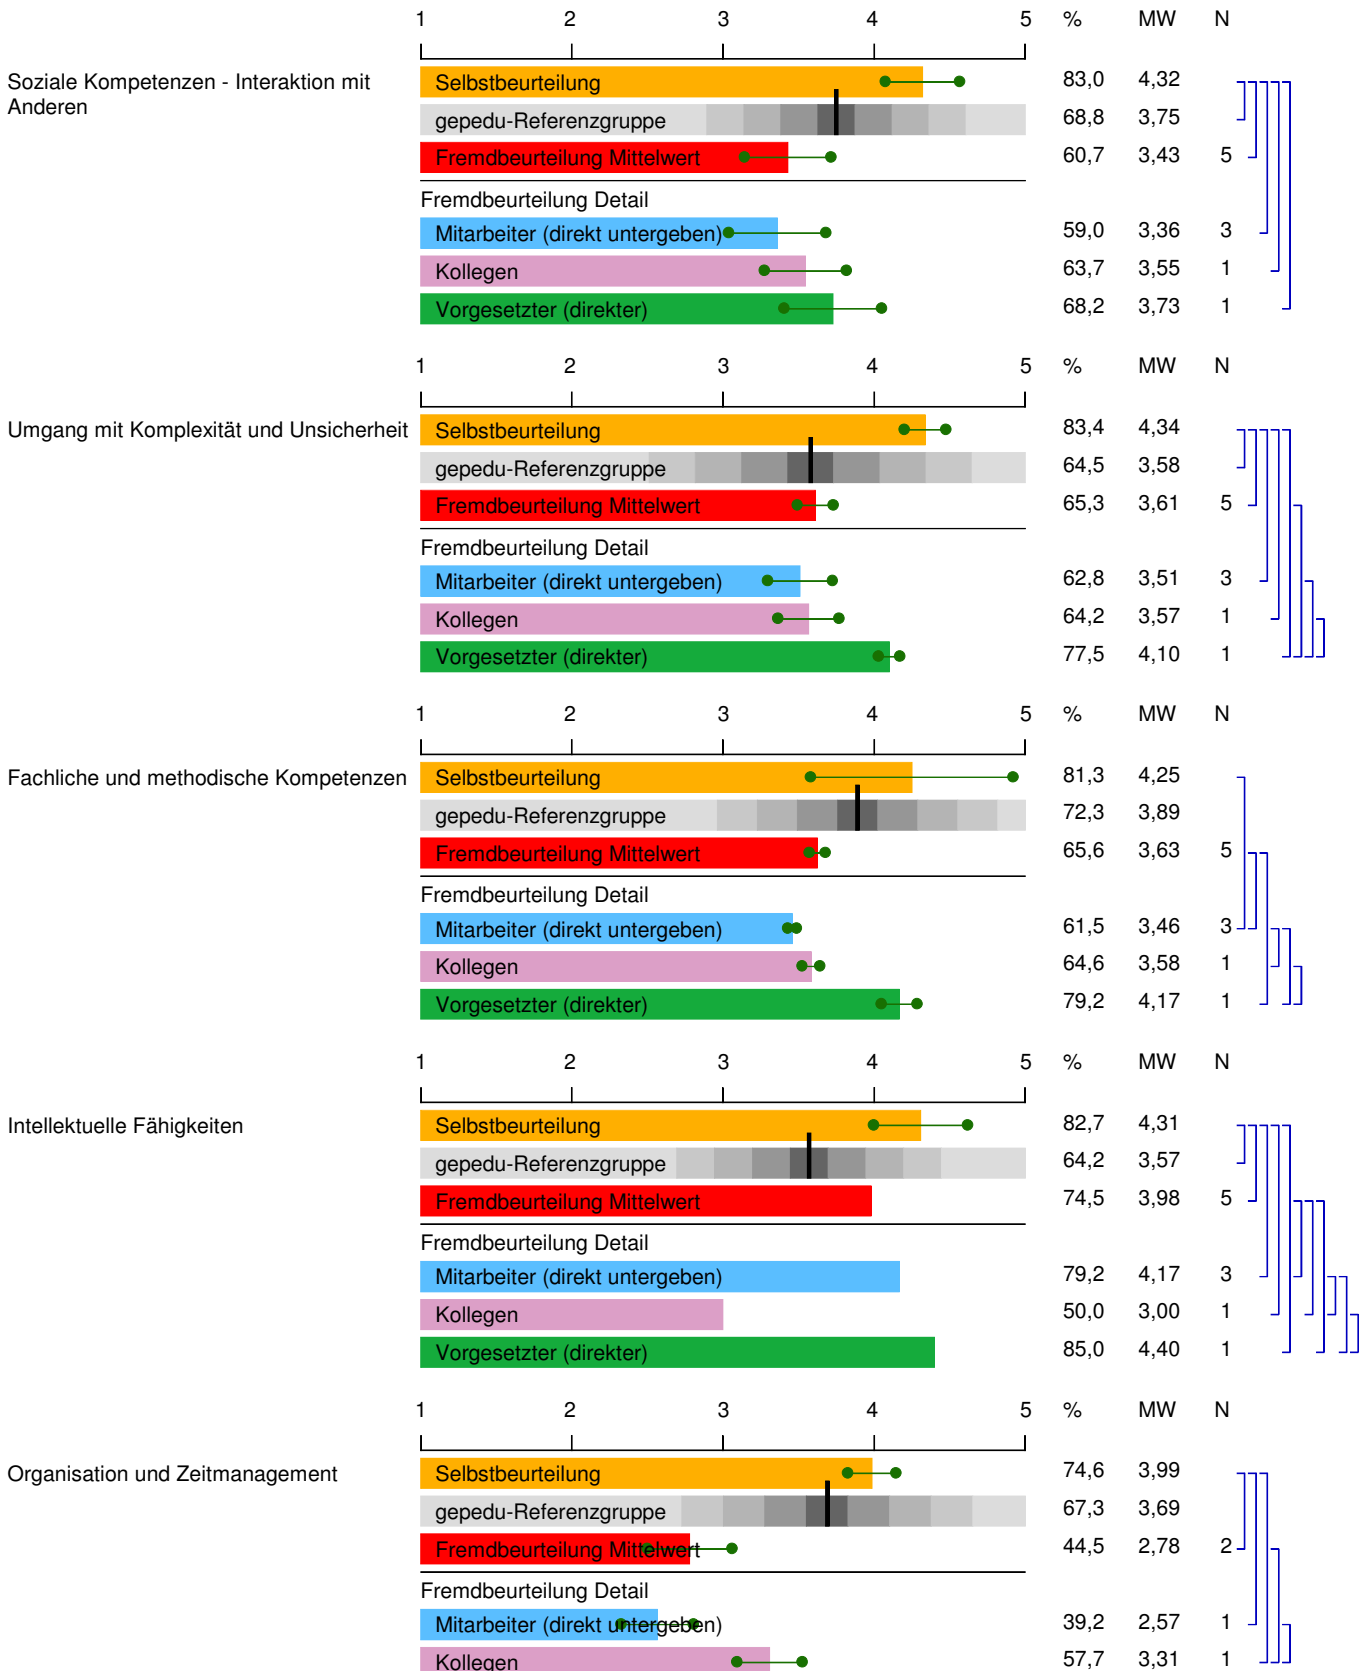 1 2 3 4 5 % MW N
Soziale Kompetenzen - Interaktion mit
Anderen
Selbstbeurteilung 83,0 4,32
gepedu-Referenzgruppe 68,8 3,75
Fremdbeurteilung Mittelwert 60,7 3,43 5
Fremdbeurteilung Detail
Mitarbeiter (direkt untergeben) 59,0 3,36 3
Kollegen 63,7 3,55 1
Vorgesetzter (direkter) 68,2 3,73 1
1 2 3 4 5 % MW N
Umgang mit Komplexität und Unsicherheit Selbstbeurteilung 83,4 4,34
gepedu-Referenzgruppe 64,5 3,58
Fremdbeurteilung Mittelwert 65,3 3,61 5
Fremdbeurteilung Detail
Mitarbeiter (direkt untergeben) 62,8 3,51 3
Kollegen 64,2 3,57 1
Vorgesetzter (direkter) 77,5 4,10 1
1 2 3 4 5 % MW N
Fachliche und methodische Kompetenzen Selbstbeurteilung 81,3 4,25
gepedu-Referenzgruppe 72,3 3,89
Fremdbeurteilung Mittelwert 65,6 3,63 5
Fremdbeurteilung Detail
Mitarbeiter (direkt untergeben) 61,5 3,46 3
Kollegen 64,6 3,58 1
Vorgesetzter (direkter) 79,2 4,17 1
1 2 3 4 5 % MW N
Intellektuelle Fähigkeiten Selbstbeurteilung 82,7 4,31
gepedu-Referenzgruppe 64,2 3,57
Fremdbeurteilung Mittelwert 74,5 3,98 5
Fremdbeurteilung Detail
Mitarbeiter (direkt untergeben) 79,2 4,17 3
Kollegen 50,0 3,00 1
Vorgesetzter (direkter) 85,0 4,40 1
1 2 3 4 5 % MW N
Organisation und Zeitmanagement Selbstbeurteilung 74,6 3,99
gepedu-Referenzgruppe 67,3 3,69
Fremdbeurteilung Mittelwert 44,5 2,78 2
Fremdbeurteilung Detail
Mitarbeiter (direkt untergeben) 39,2 2,57 1
Kollegen 57,7 3,31 1